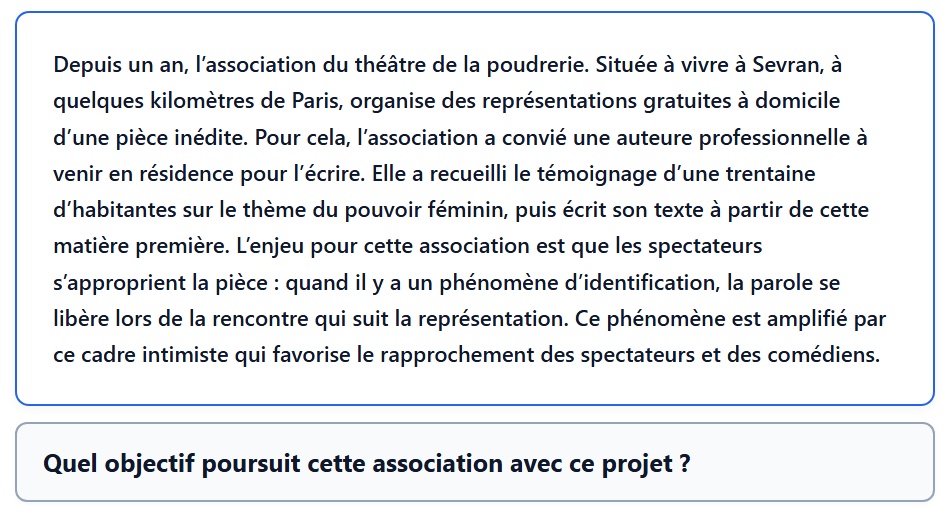 Depuis un an, l’association du théâtre de la poudrerie. Située à vivre à Sevran, à
quelques kilomètres de Paris, organise des représentations gratuites à domicile
d’une pièce inédite. Pour cela, l’association a convié une auteure professionnelle à
venir en résidence pour l’écrire. Elle a recueilli le témoignage d’une trentaine
d’habitantes sur le thème du pouvoir féminin, puis écrit son texte à partir de cette
matière première. L’enjeu pour cette association est que les spectateurs
s’approprient la pièce : quand il y a un phénomène d’identification, la parole se
libère lors de la rencontre qui suit la représentation. Ce phénomène est amplifié par
ce cadre intimiste qui favorise le rapprochement des spectateurs et des comédiens.
Quel objectif poursuit cette association avec ce projet ?